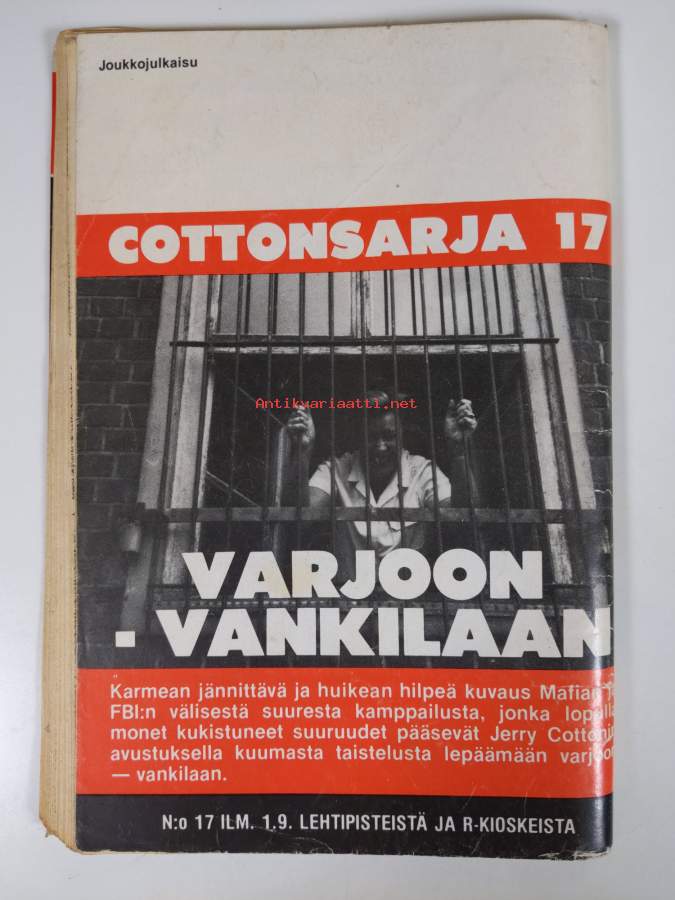 Joukkojulkaisu
COTTONSARJA 17
Antikvariaatti.net
VARJOON
- VANKILAAN
Karmean jännittävä ja huikean hilpeä kuvaus Mafian
FBI:n välisestä suuresta kamppailusta, jonka lopulla
monet kukistuneet suuruudet pääsevät Jerry Cottonin
avustuksella kuumasta taistelusta lepäämään varjoon
— vankilaan.
N:o 17 ILM. 1.9. LEHTIPISTEISTÄ JA R-KIOSKEISTA